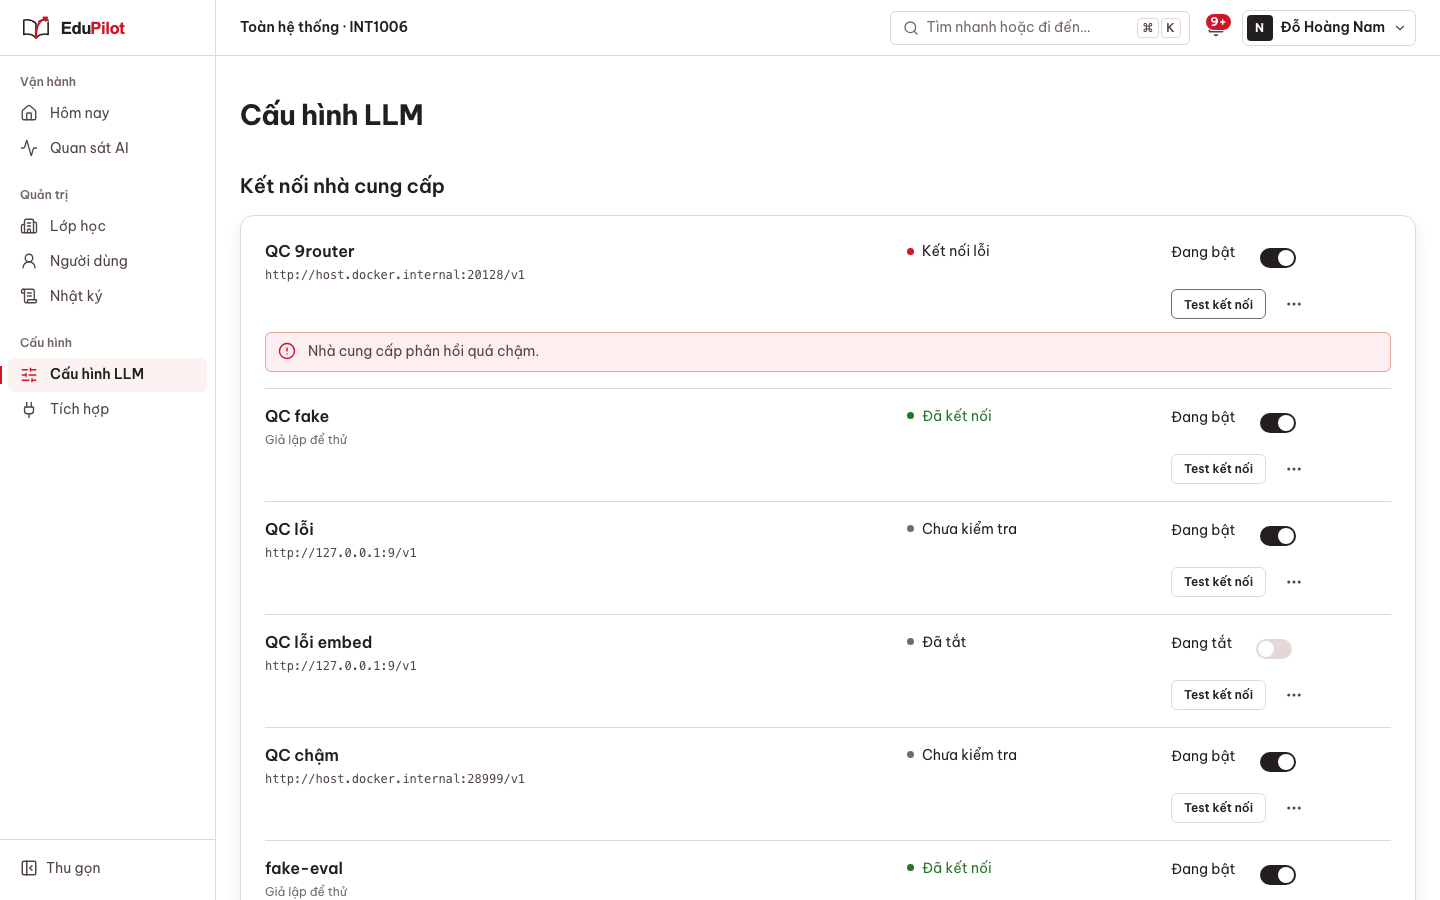 EduPilot
Toàn hệ thống · INT1006
Tìm nhanh hoặc đi đến...
⌘ K
9+
N
Đỗ Hoàng Nam
Vận hành
Hôm nay
Quan sát AI
Quản trị
Lớp học
Người dùng
Nhật ký
Cấu hình
Cấu hình LLM
Tích hợp
Thu gọn
Cấu hình LLM
Kết nối nhà cung cấp
QC 9router
http://host.docker.internal:20128/v1
Kết nối lỗi
Đang bật
Test kết nối
Nhà cung cấp phản hồi quá chậm.
QC fake
Giả lập để thử
Đã kết nối
Đang bật
Test kết nối
QC lỗi
http://127.0.0.1:9/v1
Chưa kiểm tra
Đang bật
Test kết nối
QC lỗi embed
http://127.0.0.1:9/v1
Đã tắt
Đang tắt
Test kết nối
QC chậm
http://host.docker.internal:28999/v1
Chưa kiểm tra
Đang bật
Test kết nối
fake-eval
Giả lập để thử
Đã kết nối
Đang bật